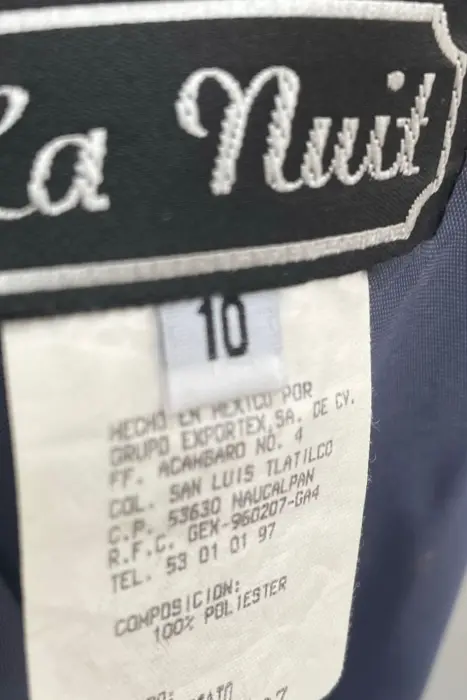 La Nuit
10
HECHO EN MEXICO POR
GRUPO EXPORTEX,SA. DE CV.
FF. ACAMBARO NO. 4
COL. SAN LUIS TLATILCO
C.P. 53630 NAUCALPAN
R.F.C. GEX-960207-GA4
TEL. 53 01 01 97
COMPOSICION:
100% POLIESTER